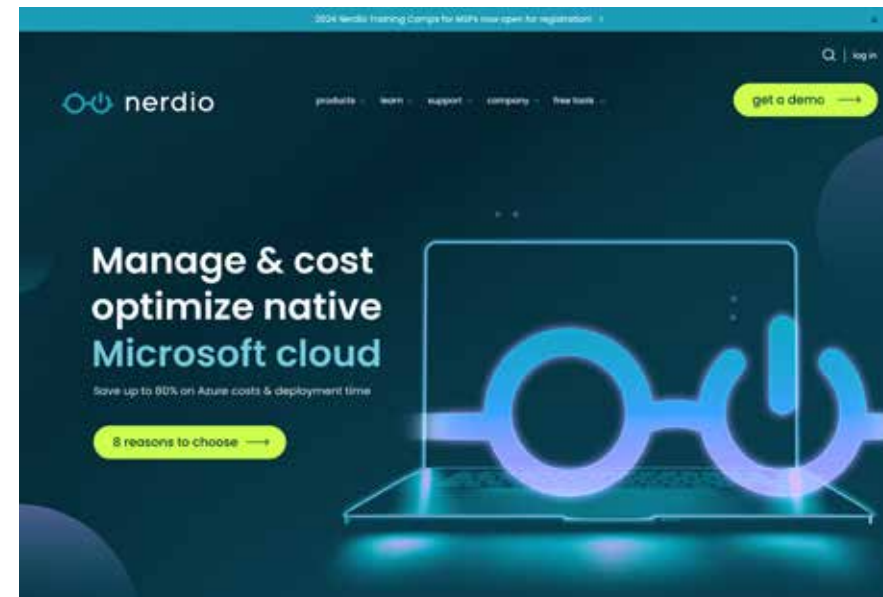 2024 Nerdio Training Camps for MSPs now open for registration!
log in
nerdio
products
learn
support
company
free tools
get a demo
Manage & cost
optimize native
Microsoft cloud
Save up to 80% on Azure costs & deployment time
8 reasons to choose